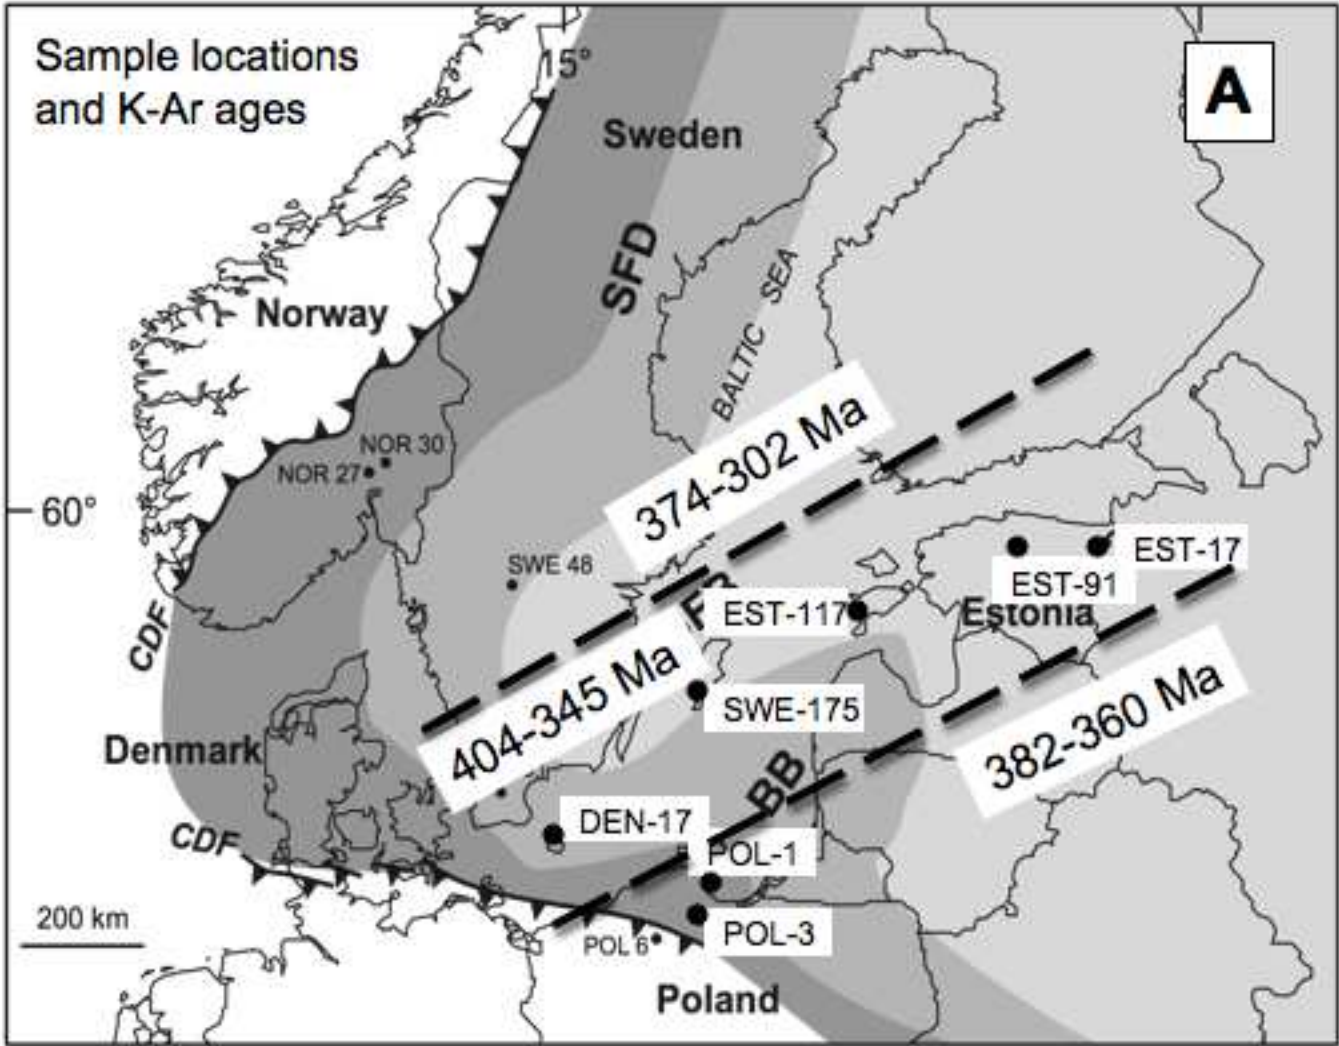 Sample locations
and K-Ar ages
15°
A
Sweden
SFD
BALTIC SEA
Norway
374-302 Ma
NOR 30
NOR 27
60°
SWE 48
EST-17
EST-91
EST-117
Estonia
CDF
404-345 Ma
SWE-175
382-360 Ma
Denmark
BB
DEN-17
CDF
POL-1
200 km
POL-3
POL 6
Poland